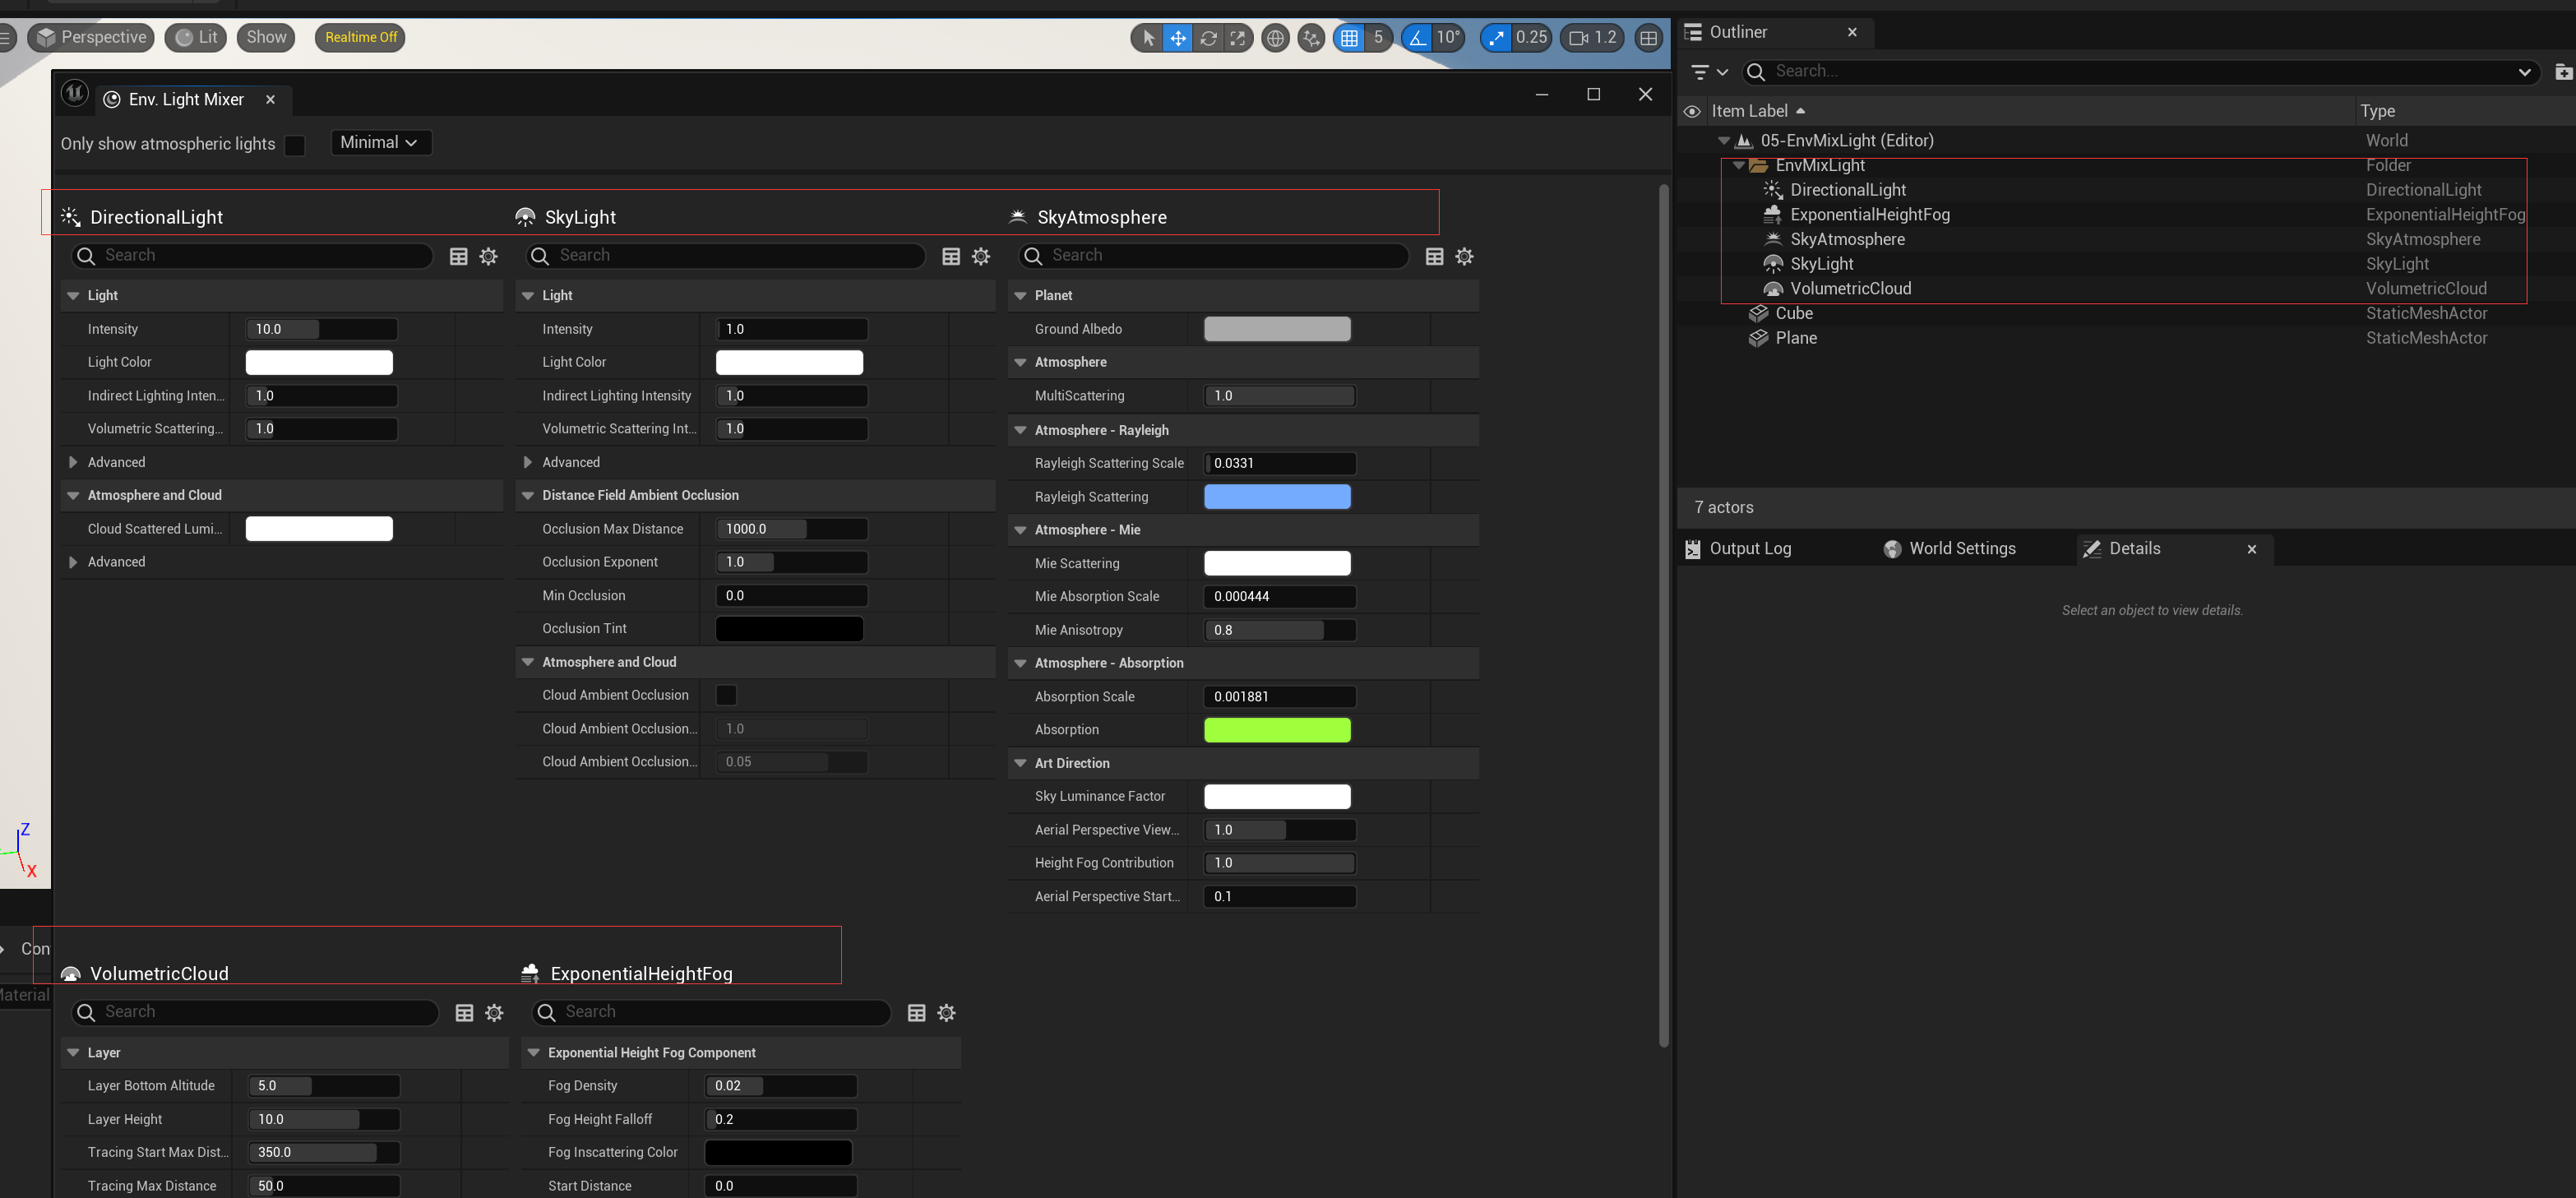 Perspective Lit Show Realtime Off 5 10° 0.25 1.2
Env. Light Mixer
Only show atmospheric lights Minimal
DirectionalLight
Search
Light
Intensity 10.0
Light Color
Indirect Lighting Inten... 1.0
Volumetric Scattering... 1.0
Advanced
Atmosphere and Cloud
Cloud Scattered Lumi...
Advanced
SkyLight
Search
Light
Intensity 1.0
Light Color
Indirect Lighting Intensity 1.0
Volumetric Scattering Int... 1.0
Advanced
Distance Field Ambient Occlusion
Occlusion Max Distance 1000.0
Occlusion Exponent 1.0
Min Occlusion 0.0
Occlusion Tint
Atmosphere and Cloud
Cloud Ambient Occlusion
Cloud Ambient Occlusion... 1.0
Cloud Ambient Occlusion... 0.05
SkyAtmosphere
Search
Planet
Ground Albedo
Atmosphere
MultiScattering 1.0
Atmosphere - Rayleigh
Rayleigh Scattering Scale 0.0331
Rayleigh Scattering
Atmosphere - Mie
Mie Scattering
Mie Absorption Scale 0.000444
Mie Anisotropy 0.8
Atmosphere - Absorption
Absorption Scale 0.001881
Absorption
Art Direction
Sky Luminance Factor
Aerial Perspective View... 1.0
Height Fog Contribution 1.0
Aerial Perspective Start... 0.1
Z
X
Con
VolumetricCloud
Search
Layer
Layer Bottom Altitude 5.0
Layer Height 10.0
Tracing Start Max Dist... 350.0
Tracing Max Distance 50.0
ExponentialHeightFog
Search
Exponential Height Fog Component
Fog Density 0.02
Fog Height Falloff 0.2
Fog Inscattering Color
Start Distance 0.0
Outliner
Search...
Item Label Type
05-EnvMixLight (Editor) World
EnvMixLight Folder
DirectionalLight DirectionalLight
ExponentialHeightFog ExponentialHeightFog
SkyAtmosphere SkyAtmosphere
SkyLight SkyLight
VolumetricCloud VolumetricCloud
Cube StaticMeshActor
Plane StaticMeshActor
7 actors
Output Log World Settings Details
Select an object to view details.